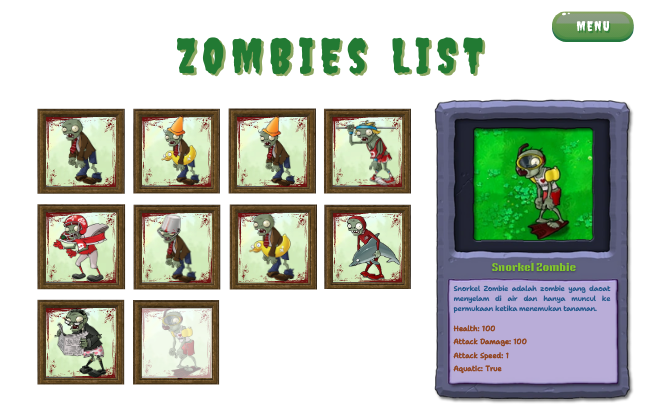 MENU
ZOMBIES LIST
Snorkel Zombie
Snorkel Zombie adalah zombie yang dapat
menyelam di air dan hanya muncul ke
permukaan ketika menemukan tanaman.
Health: 100
Attack Damage: 100
Attack Speed: 1
Aquatic: True